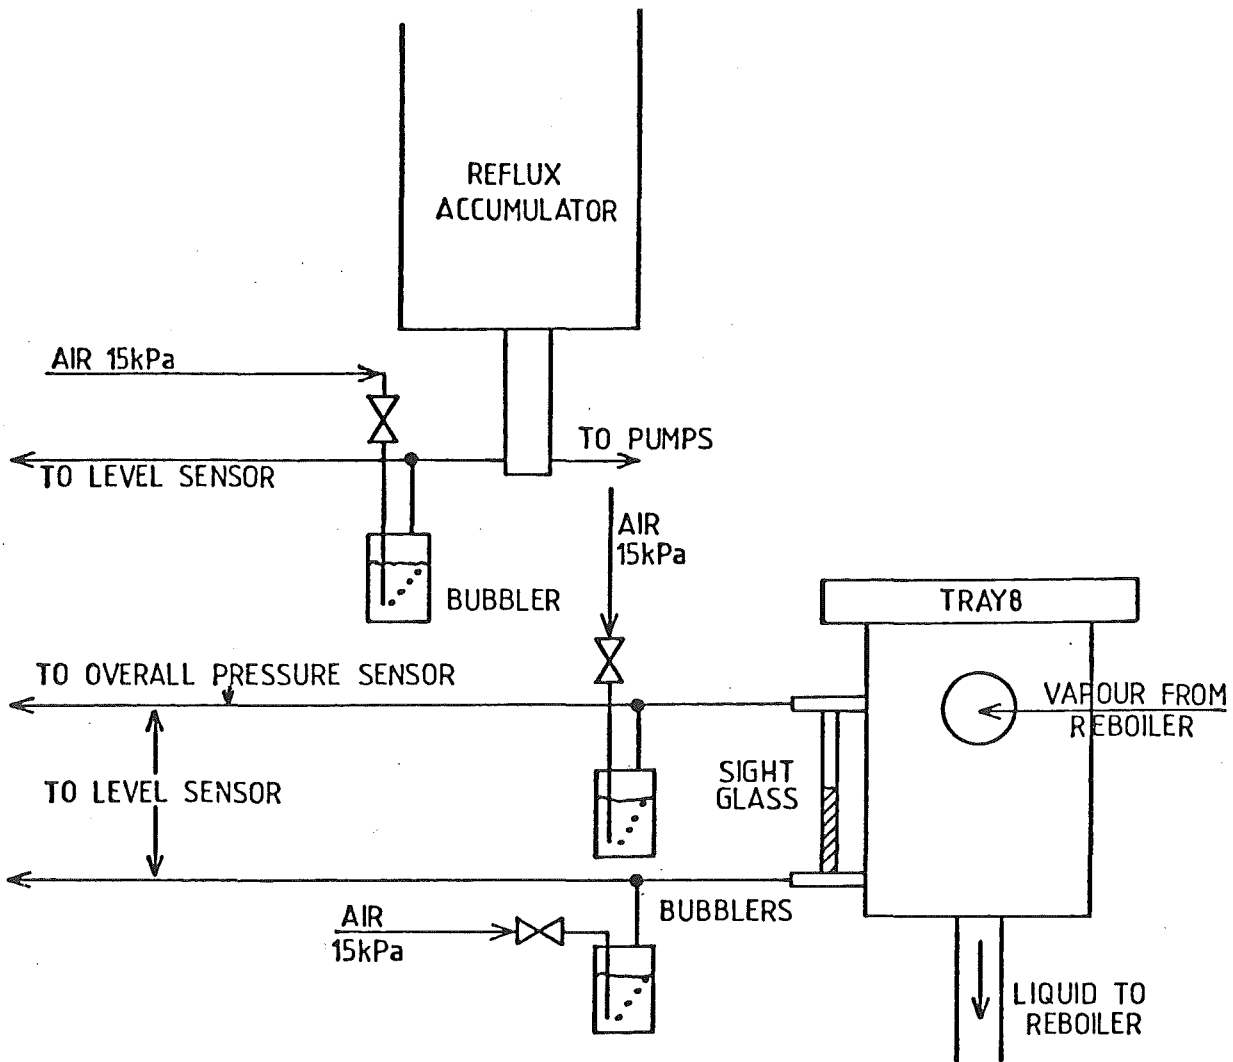 REFLUX
ACCUMULATOR
AIR 15kPa
TO PUMPS
TO LEVEL SENSOR
AIR
15kPa
BUBBLER
TRAY8
TO OVERALL PRESSURE SENSOR
VAPOUR FROM
REBOILER
SIGHT
GLASS
TO LEVEL SENSOR
BUBBLERS
AIR
15kPa
LIQUID TO
REBOILER